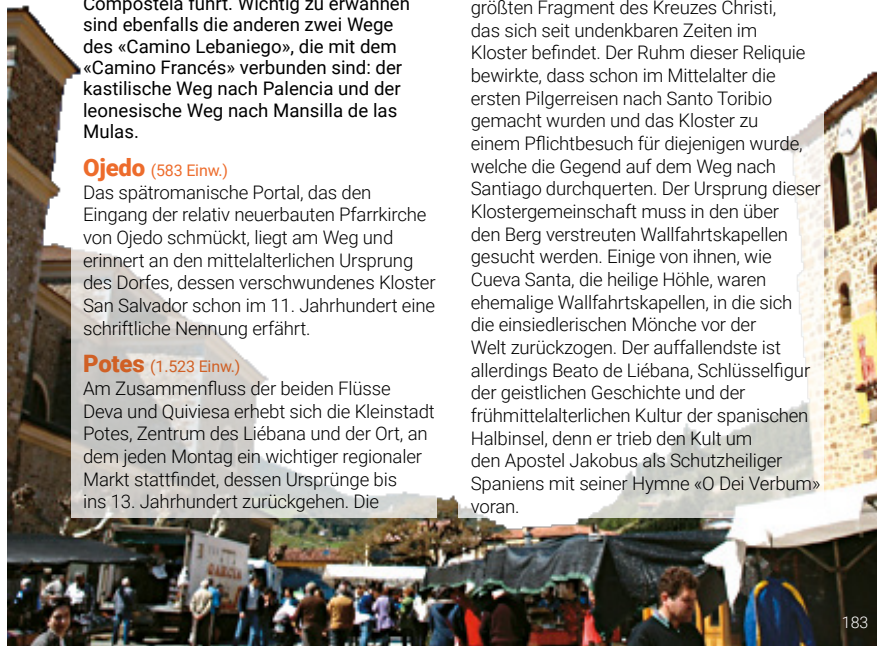 Compostela führt. Wichtig zu erwähnen
sind ebenfalls die anderen zwei Wege
des «Camino Lebaniego», die mit dem
«Camino Francés» verbunden sind: der
kastilische Weg nach Palencia und der
leonesische Weg nach Mansilla de las
Mulas.
Ojedo (583 Einw.)
Das spätromanische Portal, das den
Eingang der relativ neuerbauten Pfarrkirche
von Ojedo schmückt, liegt am Weg und
erinnert an den mittelalterlichen Ursprung
des Dorfes, dessen verschwundenes Kloster
San Salvador schon im 11. Jahrhundert eine
schriftliche Nennung erfährt.
Potes (1.523 Einw.)
Am Zusammenfluss der beiden Flüsse
Deva und Quiviesa erhebt sich die Kleinstadt
Potes, Zentrum des Liébana und der Ort, an
dem jeden Montag ein wichtiger regionaler
Markt stattfindet, dessen Ursprünge bis
ins 13. Jahrhundert zurückgehen. Die
größten Fragment des Kreuzes Christi,
das sich seit undenkbaren Zeiten im
Kloster befindet. Der Ruhm dieser Reliquie
bewirkte, dass schon im Mittelalter die
ersten Pilgerreisen nach Santo Toribio
gemacht wurden und das Kloster zu
einem Pflichtbesuch für diejenigen wurde,
welche die Gegend auf dem Weg nach
Santiago durchquerten. Der Ursprung dieser
Klostergemeinschaft muss in den über
den Berg verstreuten Wallfahrtskapellen
gesucht werden. Einige von ihnen, wie
Cueva Santa, die heilige Höhle, waren
ehemalige Wallfahrtskapellen, in die sich
die einsiedlerischen Mönche vor der
Welt zurückzogen. Der auffallendste ist
allerdings Beato de Liébana, Schlüsselfigur
der geistlichen Geschichte und der
frühmittelalterlichen Kultur der spanischen
Halbinsel, denn er trieb den Kult um
den Apostel Jakobus als Schutzheiliger
Spaniens mit seiner Hymne «O Dei Verbum»
voran.
GARCIA
183